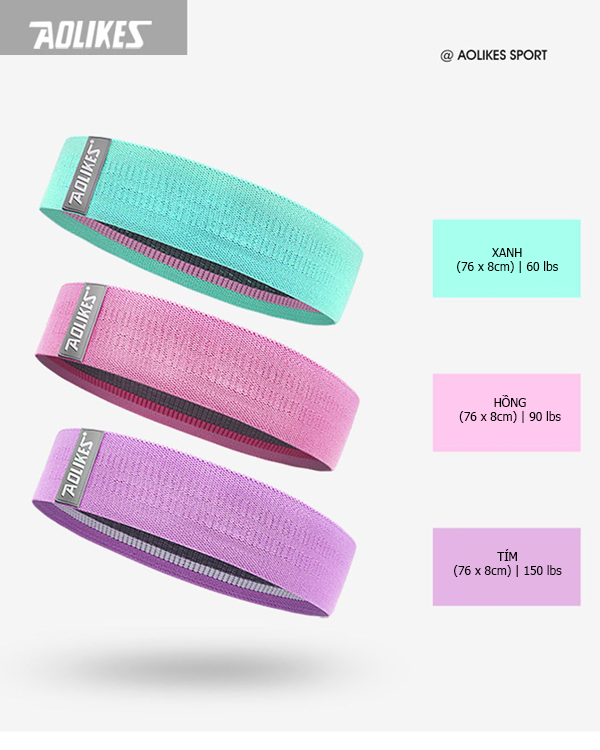 AOLIKES
@ AOLIKES SPORT
AOLIKES
XANH
(76 x 8cm) | 60 lbs
AOLIKES
HỒNG
(76 x 8cm) | 90 lbs
AOLIKES
TÍM
(76 x 8cm) | 150 lbs